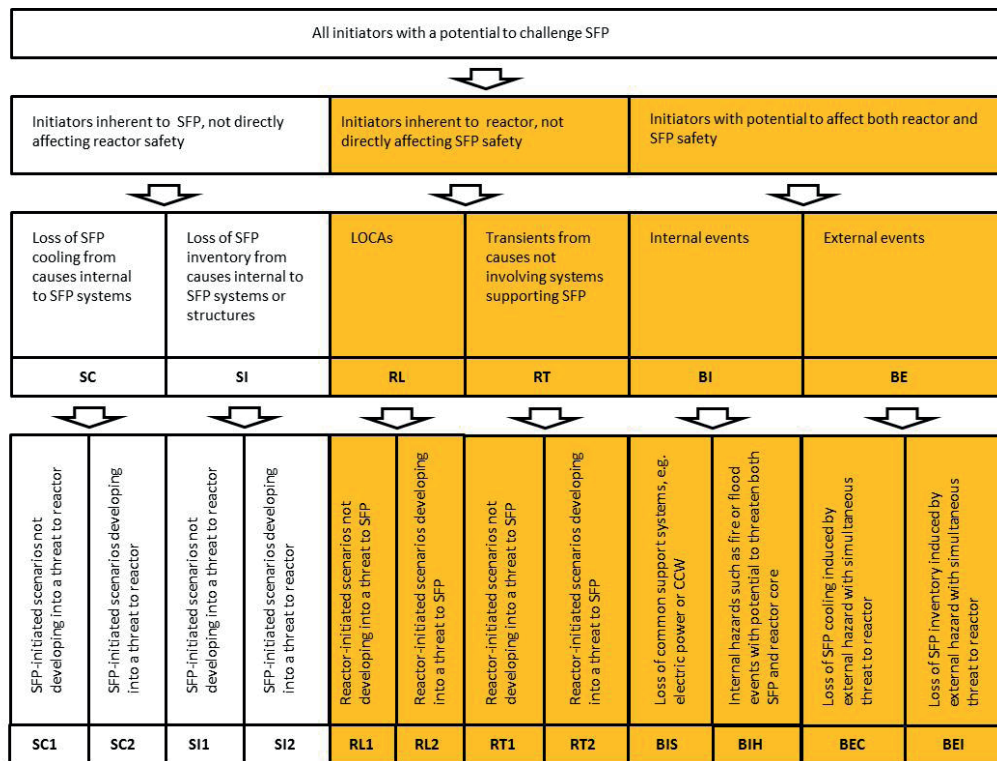 All initiators with a potential to challenge SFP
Initiators inherent to  SFP, not directly
affecting reactor safety
Initiators inherent to  reactor, not
directly affecting SFP safety
Initiators with potential to affect both reactor and
SFP safety
Loss of SFP
cooling from
causes internal
to SFP systems
Loss of SFP
inventory from
causes internal to
SFP systems or
structures
LOCAs
Transients from
causes not
involving systems
supporting SFP
Internal events
External events
SC
SI
RL
RT
BI
BE
SFP-initiated scenarios not
developing into a threat to reactor
SFP-initiated scenarios developing
into a threat to reactor
SFP-initiated scenarios not
developing into a threat to reactor
SFP-initiated scenarios developing
into a threat to reactor
Reactor-initiated scenarios not
developing into a threat to SFP
Reactor-initiated scenarios developing
into a threat to SFP
Reactor-initiated scenarios not
developing into a threat to SFP
Reactor-initiated scenarios developing
into a threat to SFP
Loss of common support systems, e.g.
electric power or CCW
Internal hazards such as fire or flood
events with potential to threaten both
SFP and reactor core
Loss of SFP cooling induced by
external hazard with simultaneous
threat to reactor
Loss of SFP inventory induced by
external hazard with simultaneous
threat to reactor
SC1
SC2
SI1
SI2
RL1
RL2
RT1
RT2
BIS
BIH
BEC
BEI